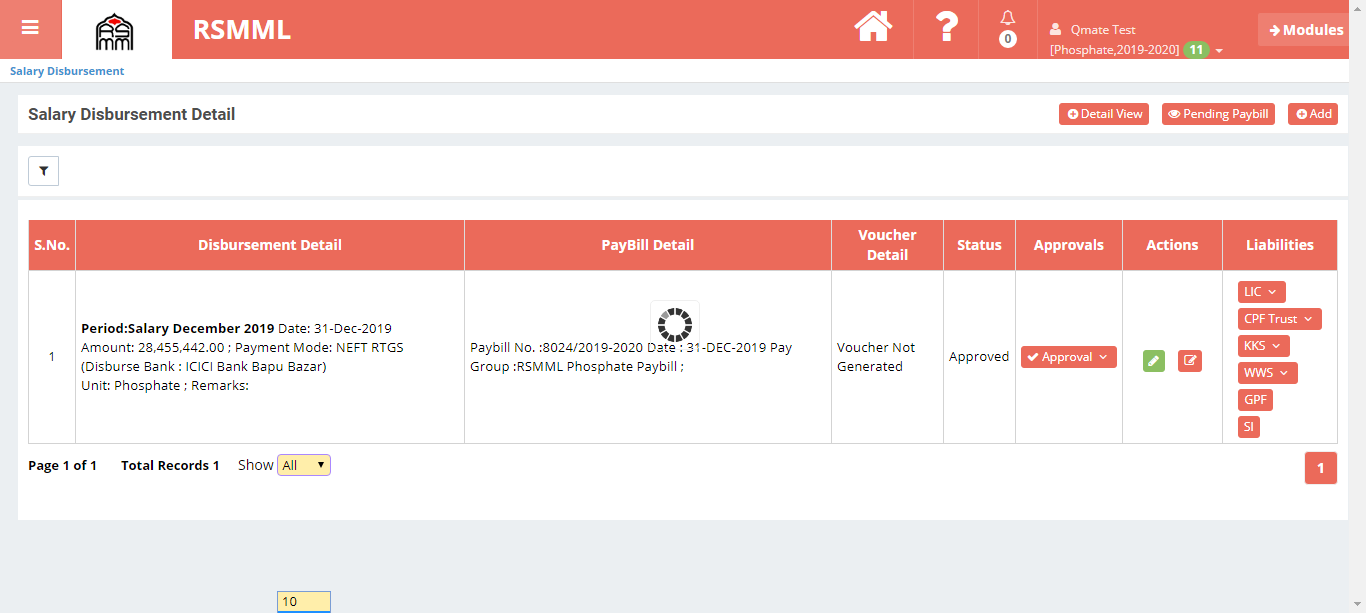 RSMM
RSMML
?
0
Qmate Test
[Phosphate,2019-2020] 11
Modules
Salary Disbursement
Salary Disbursement Detail
Detail View
Pending Paybill
Add
S.No.
Disbursement Detail
PayBill Detail
Voucher
Detail
Status
Approvals
Actions
Liabilities
1
Period:Salary December 2019 Date: 31-Dec-2019
Amount: 28,455,442.00 ; Payment Mode: NEFT RTGS
(Disburse Bank : ICICI Bank Bapu Bazar)
Unit: Phosphate ; Remarks:
Paybill No. :8024/2019-2020 Date : 31-DEC-2019 Pay
Group :RSMML Phosphate Paybill ;
Voucher Not
Generated
Approved
Approval
LIC
CPF Trust
KKS
WWS
GPF
SI
Page 1 of 1 Total Records 1 Show All
1
10